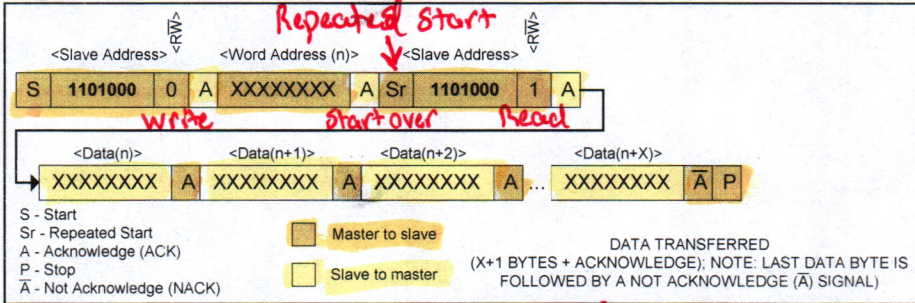 Repeated Start
<Slave Address> <RW> <Word Address (n)> <Slave Address> <RW>
S 1101000 0 A XXXXXXXX A Sr 1101000 1 A
Write Start over Read
<Data(n)> <Data(n+1)> <Data(n+2)> <Data(n+X)>
XXXXXXXX A XXXXXXXX A XXXXXXXX A ... XXXXXXXX A̅ P
S - Start
Sr - Repeated Start
A - Acknowledge (ACK)
P - Stop
A̅ - Not Acknowledge (NACK)
Master to slave
Slave to master
DATA TRANSFERRED
(X+1 BYTES + ACKNOWLEDGE); NOTE: LAST DATA BYTE IS
FOLLOWED BY A NOT ACKNOWLEDGE (A̅) SIGNAL)